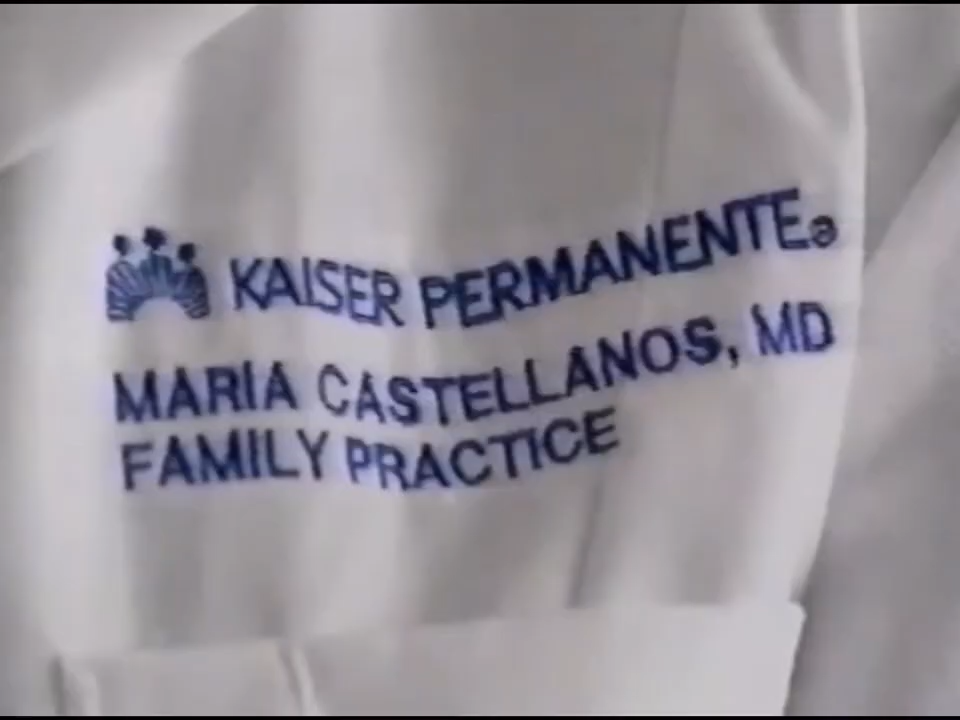 KAISER PERMANENTE®
MARIA CASTELLANOS, MD
FAMILY PRACTICE